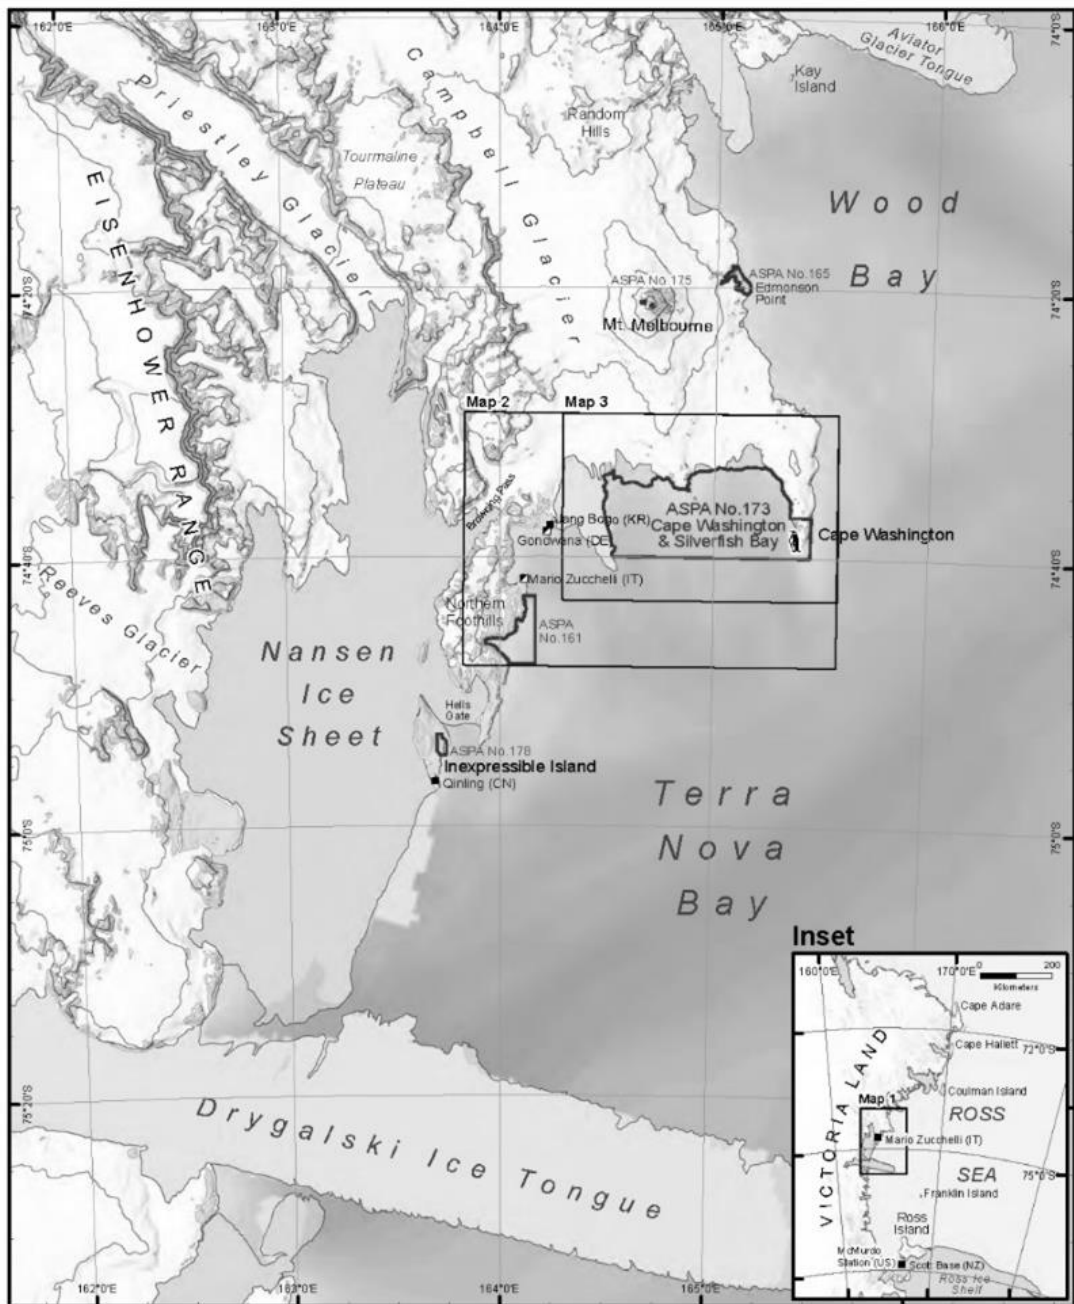 162°0'E
163°0'E
164°0'E
165°0'E
166°0'E
74°0'S
Aviator
Glacier Tongue
Kay
Island
Priestley Glacier
Campbell Glacier
Random
Hills
Tourmaline
Plateau
EISENHOWER RANGE
Wood
Bay
74°20'S
ASPA No.175
Mt. Melbourne
ASPA No.165
Edmonson
Point
74°20'S
Map 2
Map 3
Browning Pass
Jang Bogo (KR)
Gondwana (DE)
ASPA No.173
Cape Washington
& Silverfish Bay
Cape Washington
74°40'S
74°40'S
Mario Zucchelli (IT)
Northern
Foothills
ASPA
No.161
Reeves Glacier
Nansen
Ice
Sheet
Hells
Gate
ASPA No.178
Inexpressible Island
Qinling (CN)
Terra
Nova
Bay
75°0'S
75°0'S
75°20'S
Drygalski Ice Tongue
162°0'E
163°0'E
164°0'E
165°0'E
Inset
160°0'E
170°0'E
0
200
Kilometers
Cape Adare
Cape Hallett
72°0'S
Coulman Island
VICTORIA LAND
Map 1
ROSS
Mario Zucchelli (IT)
SEA
75°0'S
Franklin Island
Ross
Island
McMurdo
Station (US)
Scott Base (NZ)
Ross Ice
Shelf